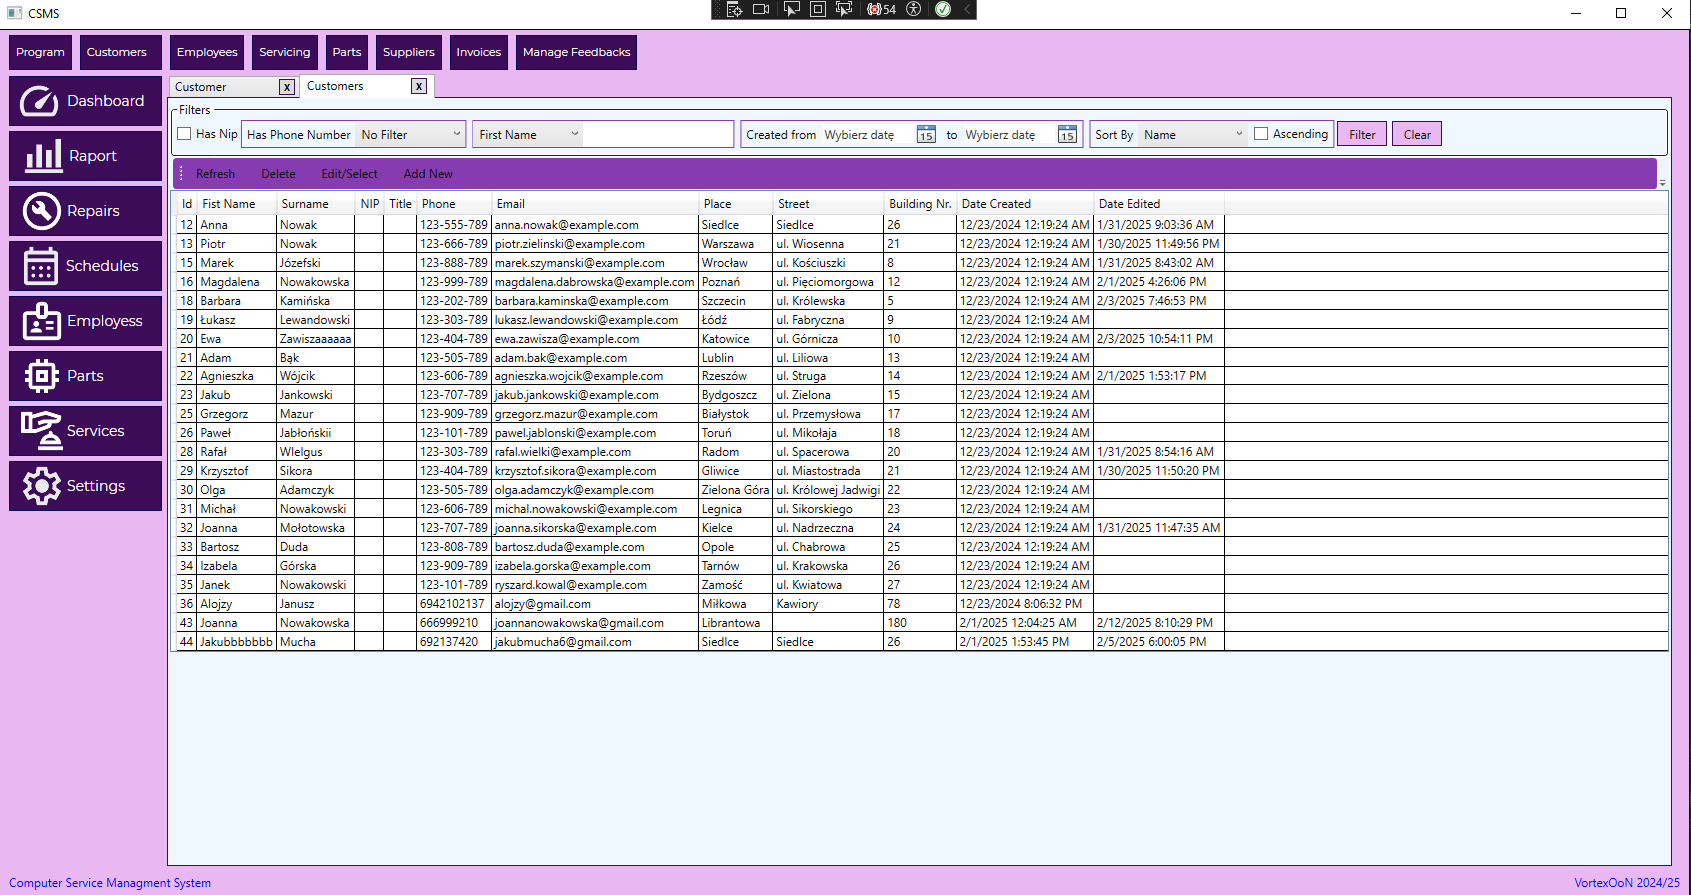 CSMS
54
Program Customers Employees Servicing Parts Suppliers Invoices Manage Feedbacks
Dashboard
Raport
Repairs
Schedules
Employess
Parts
Services
Settings
Customer x Customers x
Filters
Has Nip Has Phone Number No Filter First Name Created from Wybierz datę 15 to Wybierz datę 15 Sort By Name Ascending Filter Clear
Refresh Delete Edit/Select Add New
Id Fist Name Surname NIP Title Phone Email Place Street Building Nr. Date Created Date Edited
12 Anna Nowak 123-555-789 anna.nowak@example.com Siedlce Siedlce 26 12/23/2024 12:19:24 AM 1/31/2025 9:03:36 AM
13 Piotr Nowak 123-666-789 piotr.zielinski@example.com Warszawa ul. Wiosenna 21 12/23/2024 12:19:24 AM 1/30/2025 11:49:56 PM
15 Marek Józefski 123-888-789 marek.szymanski@example.com Wrocław ul. Kościuszki 8 12/23/2024 12:19:24 AM 1/31/2025 8:43:02 AM
16 Magdalena Nowakowska 123-999-789 magdalena.dabrowska@example.com Poznań ul. Pięciomorgowa 12 12/23/2024 12:19:24 AM 2/1/2025 4:26:06 PM
18 Barbara Kamińska 123-202-789 barbara.kaminska@example.com Szczecin ul. Królewska 5 12/23/2024 12:19:24 AM 2/3/2025 7:46:53 PM
19 Łukasz Lewandowski 123-303-789 lukasz.lewandowski@example.com Łódź ul. Fabryczna 9 12/23/2024 12:19:24 AM
20 Ewa Zawiszaaaaaa 123-404-789 ewa.zawisza@example.com Katowice ul. Górnicza 10 12/23/2024 12:19:24 AM 2/3/2025 10:54:11 PM
21 Adam Bąk 123-505-789 adam.bak@example.com Lublin ul. Liliowa 13 12/23/2024 12:19:24 AM
22 Agnieszka Wójcik 123-606-789 agnieszka.wojcik@example.com Rzeszów ul. Struga 14 12/23/2024 12:19:24 AM 2/1/2025 1:53:17 PM
23 Jakub Jankowski 123-707-789 jakub.jankowski@example.com Bydgoszcz ul. Zielona 15 12/23/2024 12:19:24 AM
25 Grzegorz Mazur 123-909-789 grzegorz.mazur@example.com Białystok ul. Przemysłowa 17 12/23/2024 12:19:24 AM
26 Paweł Jabłońskii 123-101-789 pawel.jablonski@example.com Toruń ul. Mikołaja 18 12/23/2024 12:19:24 AM
28 Rafał WIelgus 123-303-789 rafal.wielki@example.com Radom ul. Spacerowa 20 12/23/2024 12:19:24 AM 1/31/2025 8:54:16 AM
29 Krzysztof Sikora 123-404-789 krzysztof.sikora@example.com Gliwice ul. Miastostrada 21 12/23/2024 12:19:24 AM 1/30/2025 11:50:20 PM
30 Olga Adamczyk 123-505-789 olga.adamczyk@example.com Zielona Góra ul. Królowej Jadwigi 22 12/23/2024 12:19:24 AM
31 Michał Nowakowski 123-606-789 michal.nowakowski@example.com Legnica ul. Sikorskiego 23 12/23/2024 12:19:24 AM
32 Joanna Mołotowska 123-707-789 joanna.sikorska@example.com Kielce ul. Nadrzeczna 24 12/23/2024 12:19:24 AM 1/31/2025 11:47:35 AM
33 Bartosz Duda 123-808-789 bartosz.duda@example.com Opole ul. Chabrowa 25 12/23/2024 12:19:24 AM
34 Izabela Górska 123-909-789 izabela.gorska@example.com Tarnów ul. Krakowska 26 12/23/2024 12:19:24 AM
35 Janek Nowakowski 123-101-789 ryszard.kowal@example.com Zamość ul. Kwiatowa 27 12/23/2024 12:19:24 AM
36 Alojzy Janusz 6942102137 alojzy@gmail.com Miłkowa Kawiory 78 12/23/2024 8:06:32 PM
43 Joanna Nowakowska 666999210 joannanowakowska@gmail.com Librantowa 180 2/1/2025 12:04:25 AM 2/12/2025 8:10:29 PM
44 Jakubbbbbbb Mucha 692137420 jakubmucha6@gmail.com Siedlce Siedlce 26 2/1/2025 1:53:45 PM 2/5/2025 6:00:05 PM
Computer Service Managment System VortexOoN 2024/25